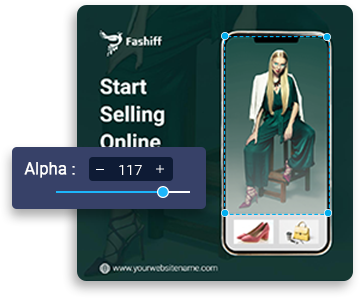 Fashiff
Start
Selling
Online
Alpha : − 117 +
www.yourwebsitename.com